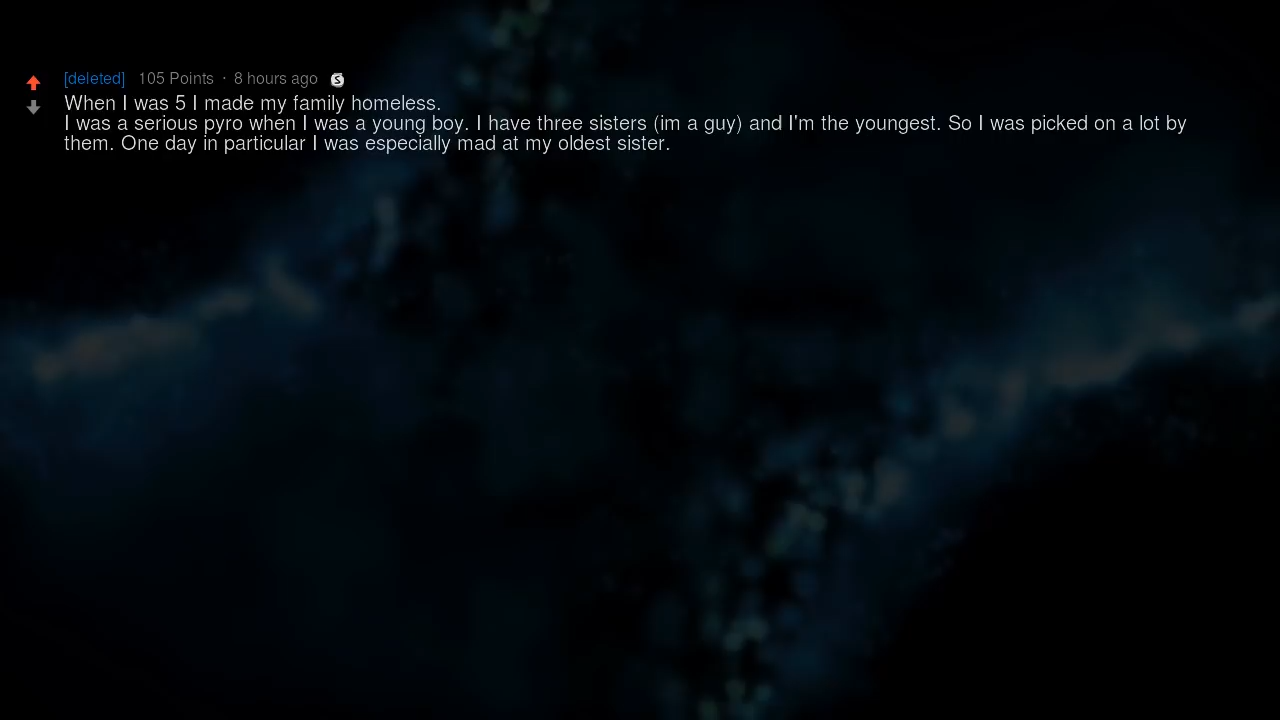 [deleted] 105 Points · 8 hours ago S
When I was 5 I made my family homeless.
I was a serious pyro when I was a young boy. I have three sisters (im a guy) and I'm the youngest. So I was picked on a lot by
them. One day in particular I was especially mad at my oldest sister.